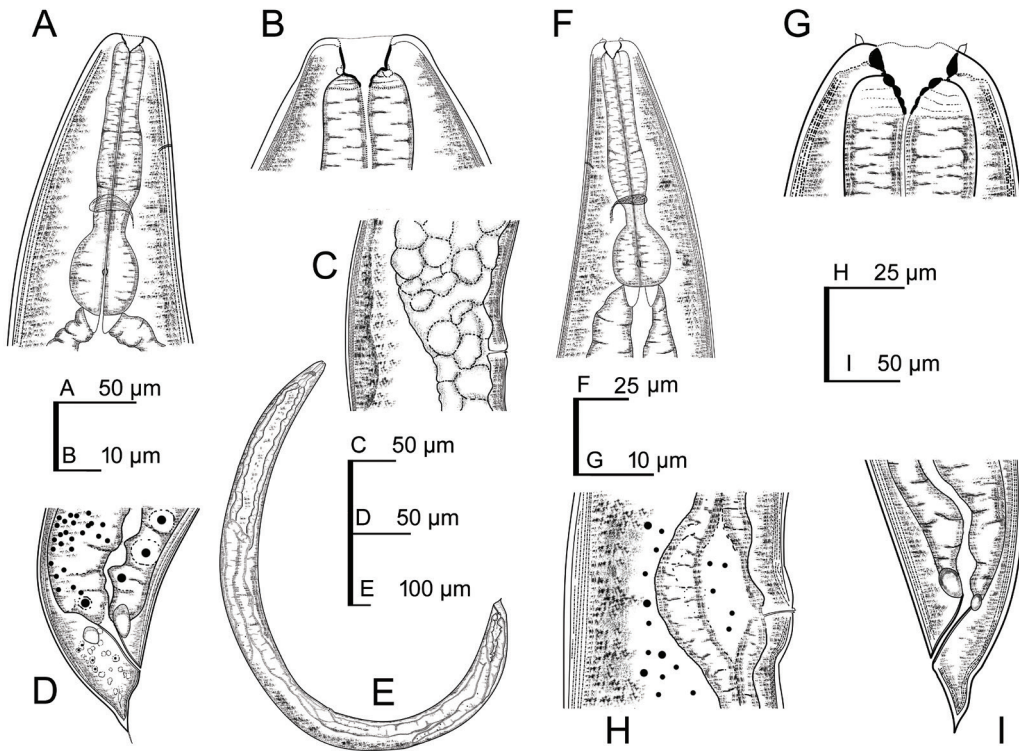 A
B
F
G
C
H 25 µm
I 50 µm
A 50 µm
B 10 µm
F 25 µm
G 10 µm
C 50 µm
D 50 µm
E 100 µm
D
E
H
I